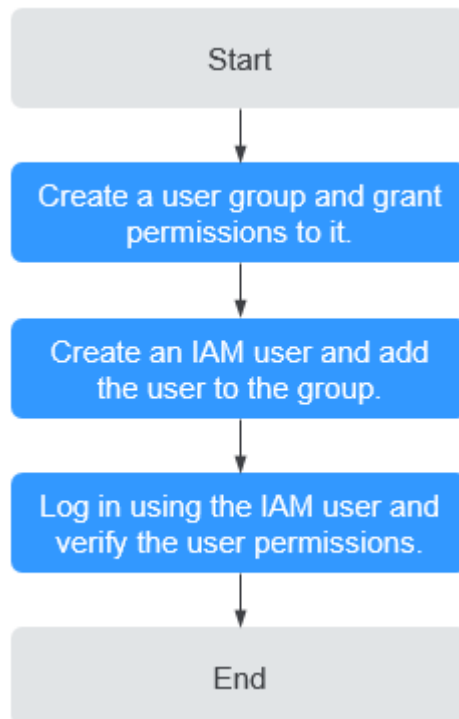 Start
Create a user group and grant
permissions to it.
Create an IAM user and add
the user to the group.
Log in using the IAM user and
verify the user permissions.
End